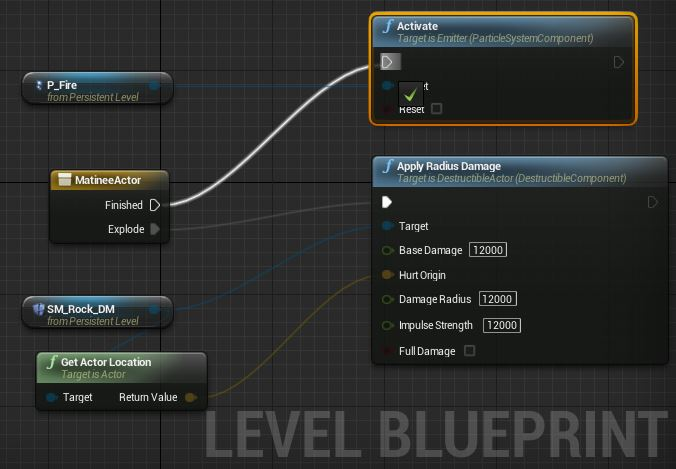 Activate
Target is Emitter (ParticleSystemComponent)
Reset
P_Fire
from Persistent Level
MatineeActor
Finished
Explode
Apply Radius Damage
Target is DestructibleActor (DestructibleComponent)
Target
Base Damage 12000
Hurt Origin
Damage Radius 12000
Impulse Strength 12000
Full Damage
SM_Rock_DM
from Persistent Level
Get Actor Location
Target is Actor
Target Return Value
LEVEL BLUEPRINT